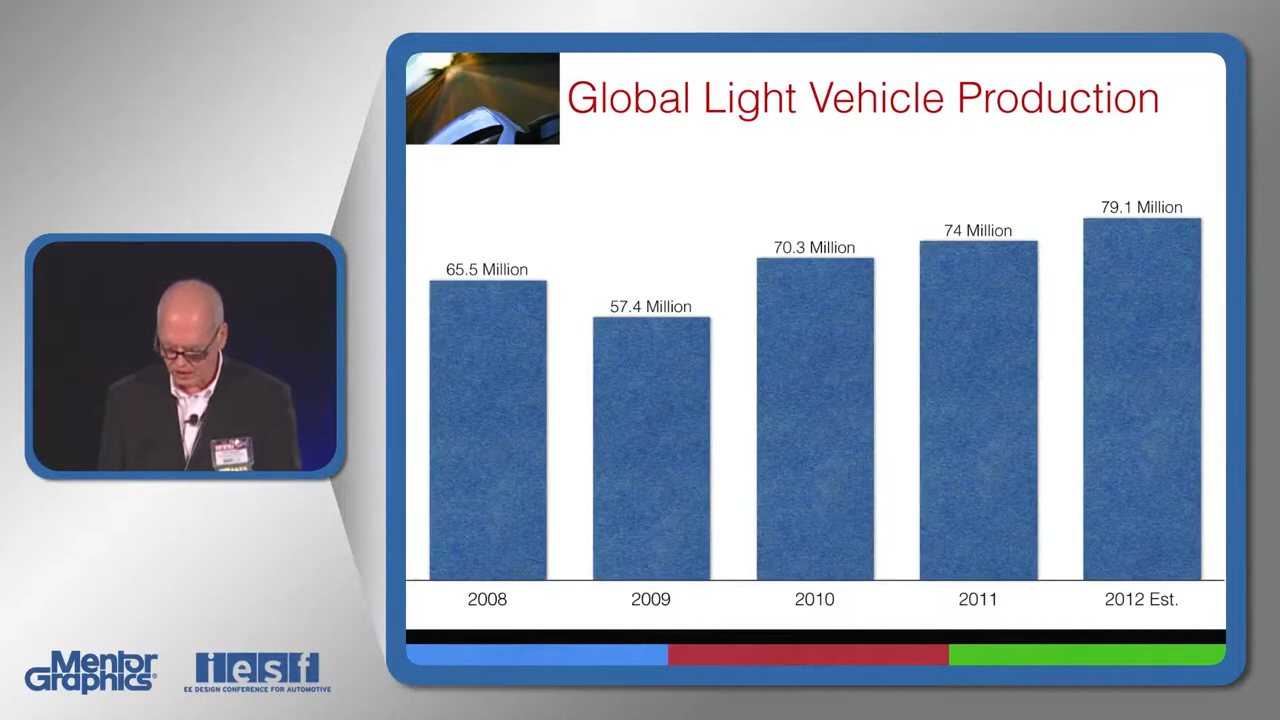 Global Light Vehicle Production
65.5 Million
57.4 Million
70.3 Million
74 Million
79.1 Million
2008
2009
2010
2011
2012 Est.
Mentor
Graphics®
iesf
EE DESIGN CONFERENCE FOR AUTOMOTIVE